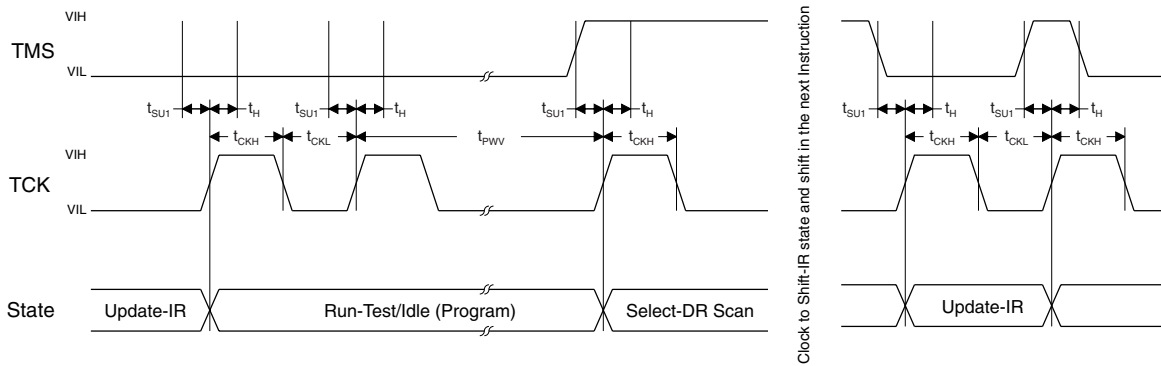 VIH
TMS
VIL
tSU1 tH tSU1 tH tSU1 tH tSU1 tH tSU1 tH
tCKH tCKL tPWV tCKH tCKH tCKL tCKH
VIH
TCK
VIL
State
Update-IR
Run-Test/Idle (Program)
Select-DR Scan
Clock to Shift-IR state and shift in the next Instruction
Update-IR